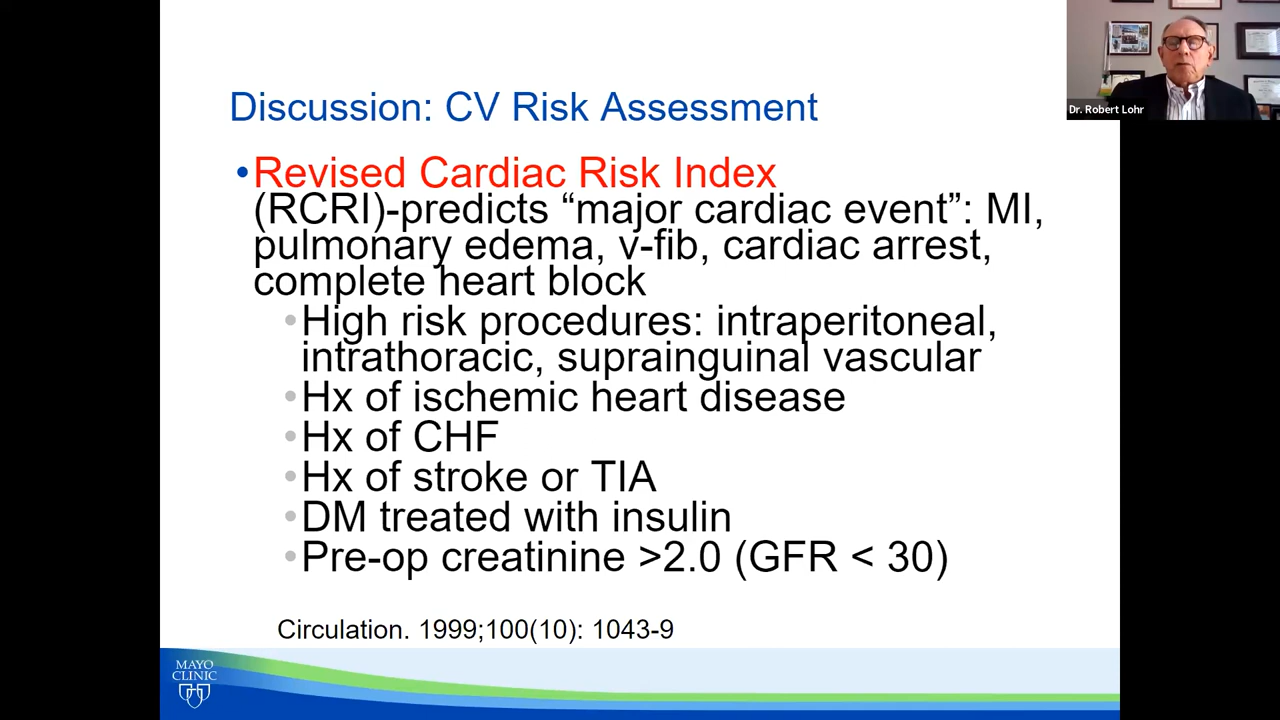 Discussion: CV Risk Assessment
•Revised Cardiac Risk Index
(RCRI)-predicts “major cardiac event”: MI,
pulmonary edema, v-fib, cardiac arrest,
complete heart block
•High risk procedures: intraperitoneal,
intrathoracic, suprainguinal vascular
•Hx of ischemic heart disease
•Hx of CHF
•Hx of stroke or TIA
•DM treated with insulin
•Pre-op creatinine >2.0 (GFR < 30)
Circulation. 1999;100(10): 1043-9
MAYO
CLINIC
Dr. Robert Lohr